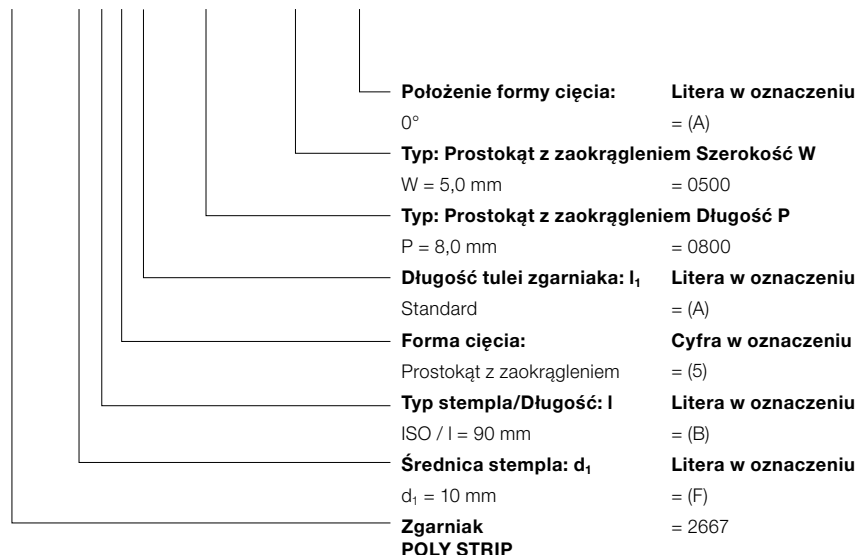 Położenie formy cięcia: Litera w oznaczeniu
0° = (A)
Typ: Prostokąt z zaokrągleniem Szerokość W
W = 5,0 mm = 0500
Typ: Prostokąt z zaokrągleniem Długość P
P = 8,0 mm = 0800
Długość tulei zgarniaka: l₁ Litera w oznaczeniu
Standard = (A)
Forma cięcia: Cyfra w oznaczeniu
Prostokąt z zaokrągleniem = (5)
Typ stempla/Długość: l Litera w oznaczeniu
ISO / l = 90 mm = (B)
Średnica stempla: d₁ Litera w oznaczeniu
d₁ = 10 mm = (F)
Zgarniak = 2667
POLY STRIP